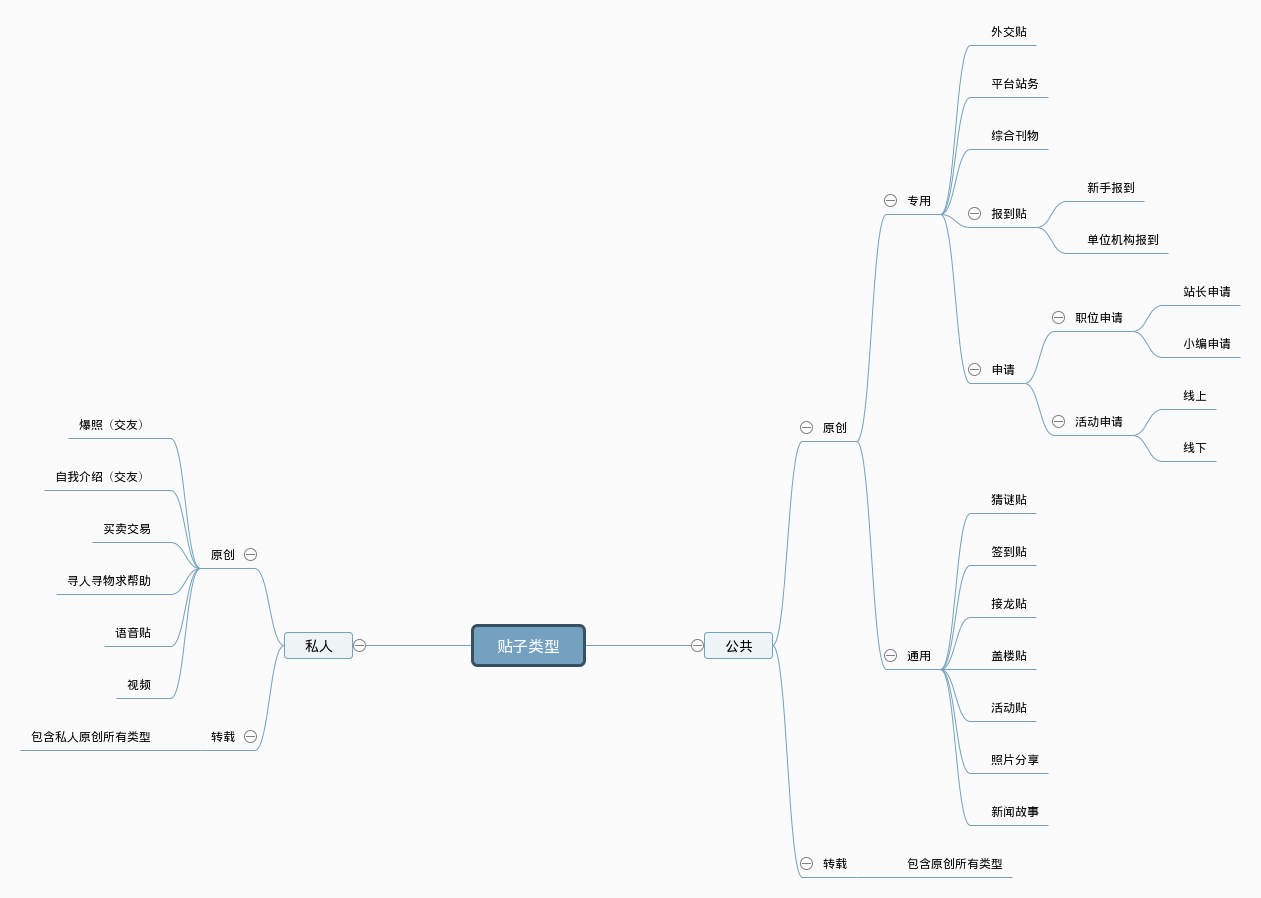 贴子类型
公共
原创
专用
外交贴
平台站务
综合刊物
报到贴
新手报到
单位机构报到
申请
职位申请
站长申请
小编申请
活动申请
线上
线下
通用
猜谜贴
签到贴
接龙贴
盖楼贴
活动贴
照片分享
新闻故事
转载
包含原创所有类型
私人
原创
爆照（交友）
自我介绍（交友）
买卖交易
寻人寻物求帮助
语音贴
视频
转载
包含私人原创所有类型